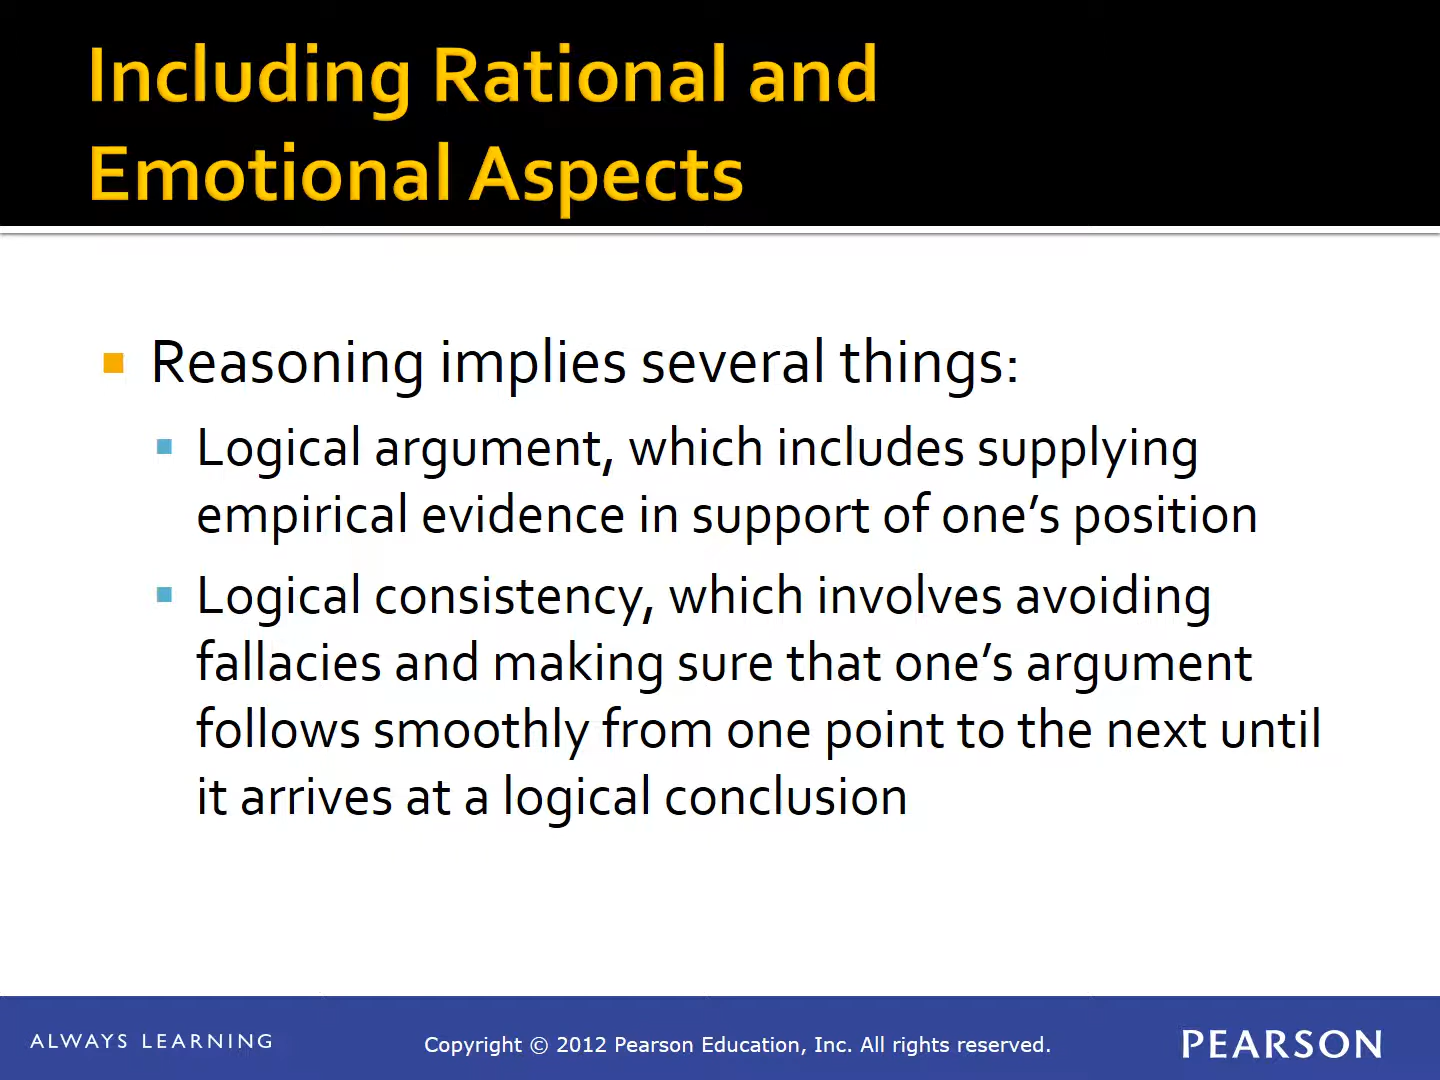 Including Rational and
Emotional Aspects
Reasoning implies several things:
Logical argument, which includes supplying
empirical evidence in support of one’s position
Logical consistency, which involves avoiding
fallacies and making sure that one’s argument
follows smoothly from one point to the next until
it arrives at a logical conclusion
ALWAYS LEARNING
Copyright © 2012 Pearson Education, Inc. All rights reserved.
PEARSON